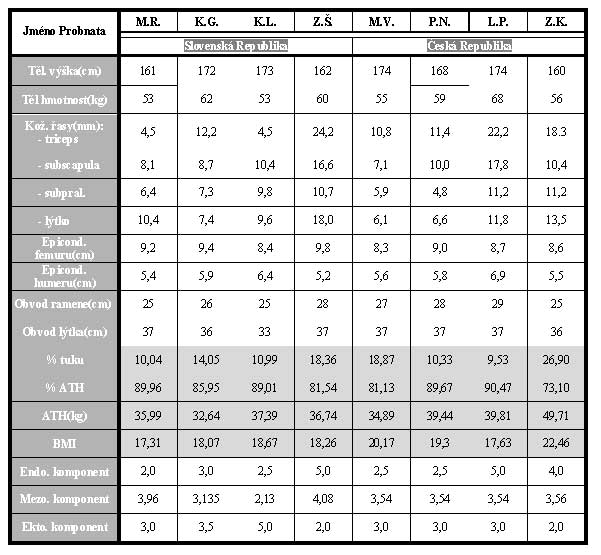 Jméno Probnata M.R. K.G. K.L. Z.Š. M.V. P.N. L.P. Z.K.
Slovenská Republika Česká Republika
Těl. výška(cm) 161 172 173 162 174 168 174 160
Těl hmotnost(kg) 53 62 53 60 55 59 68 56
Kož. řasy(mm):
- triceps 4,5 12,2 4,5 24,2 10,8 11,4 22,2 18.3
- subscapula 8,1 8,7 10,4 16,6 7,1 10,0 17,8 10,4
- subpral. 6,4 7,3 9,8 10,7 5,9 4,8 11,2 11,2
- lýtko 10,4 7,4 9,6 18,0 6,1 6,6 11,8 13,5
Epicond.
femuru(cm) 9,2 9,4 8,4 9,8 8,3 9,0 8,7 8,6
Epicond.
humeru(cm) 5,4 5,9 6,4 5,2 5,6 5,8 6,9 5,5
Obvod ramene(cm) 25 26 25 28 27 28 29 25
Obvod lýtka(cm) 37 36 33 37 37 37 37 36
% tuku 10,04 14,05 10,99 18,36 18,87 10,33 9,53 26,90
% ATH 89,96 85,95 89,01 81,54 81,13 89,67 90,47 73,10
ATH(kg) 35,99 32,64 37,39 36,74 34,89 39,44 39,81 49,71
BMI 17,31 18,07 18,67 18,26 20,17 19,3 17,63 22,46
Endo. komponent 2,0 3,0 2,5 5,0 2,5 2,5 5,0 4,0
Mezo. komponent 3,96 3,135 2,13 4,08 3,54 3,54 3,54 3,56
Ekto. komponent 3,0 3,5 5,0 2,0 3,0 3,0 3,0 2,0